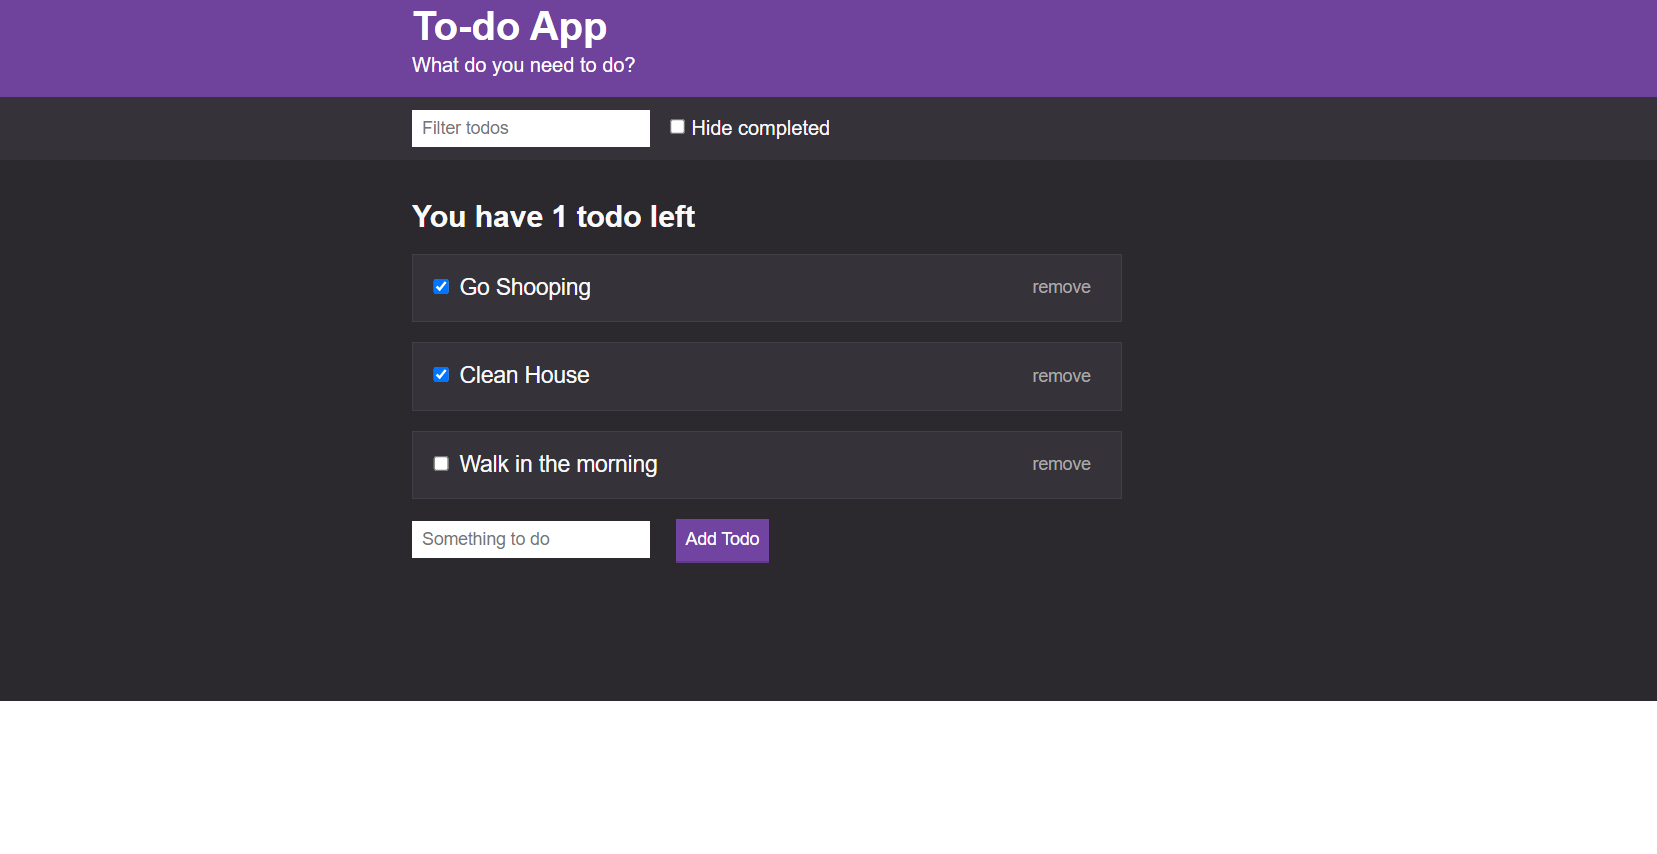 To-do App
What do you need to do?
Filter todos
Hide completed
You have 1 todo left
Go Shooping remove
Clean House remove
Walk in the morning remove
Something to do Add Todo